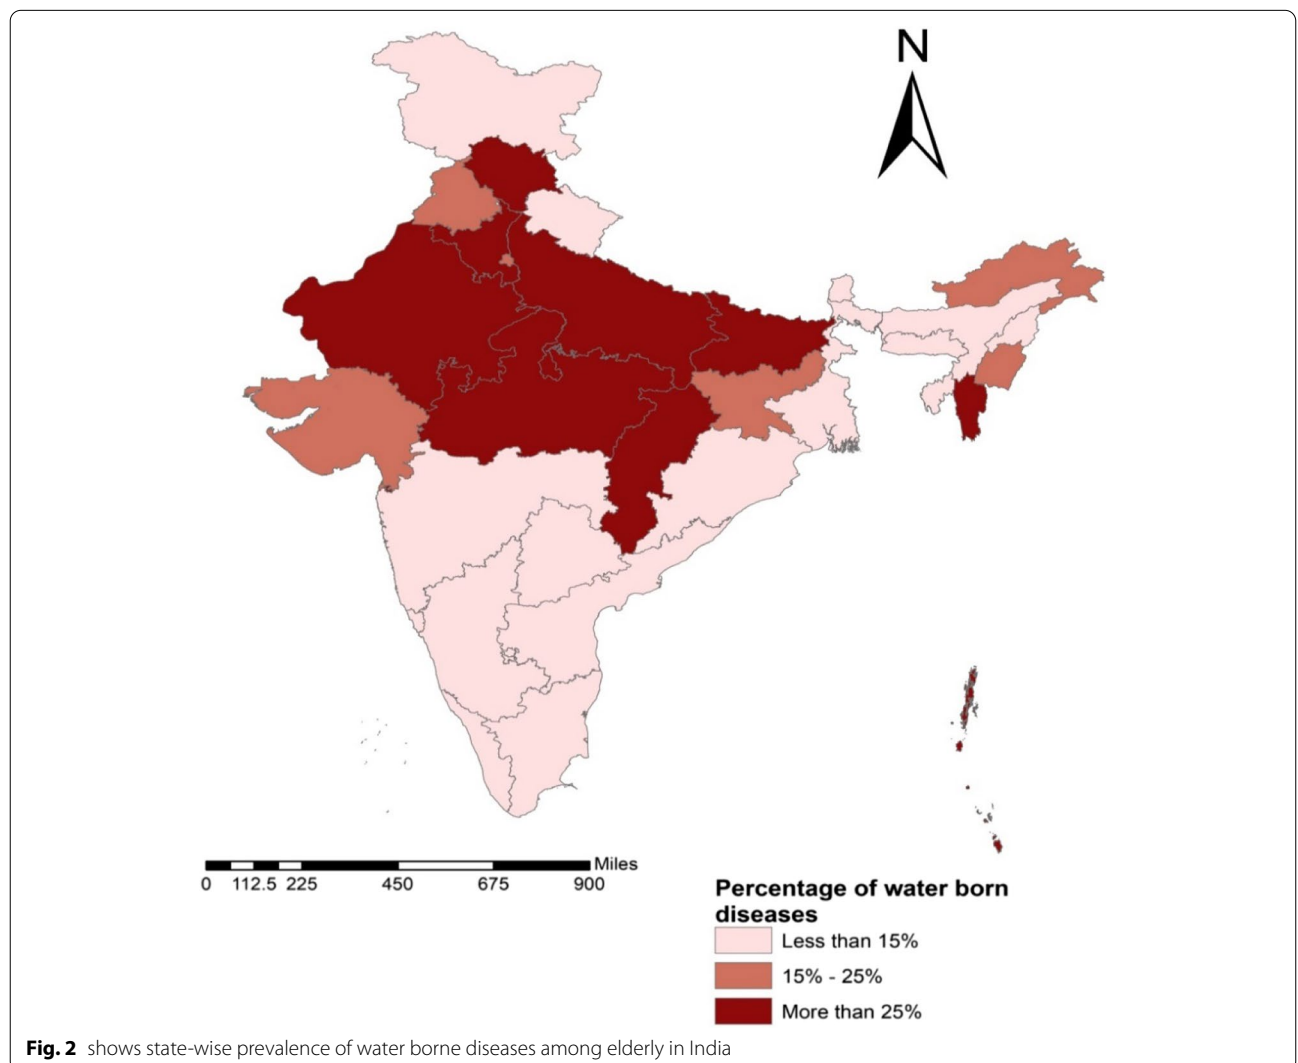 N
Miles
0 112.5 225 450 675 900
Percentage of water born
diseases
Less than 15%
15% - 25%
More than 25%
Fig. 2 shows state-wise prevalence of water borne diseases among elderly in India